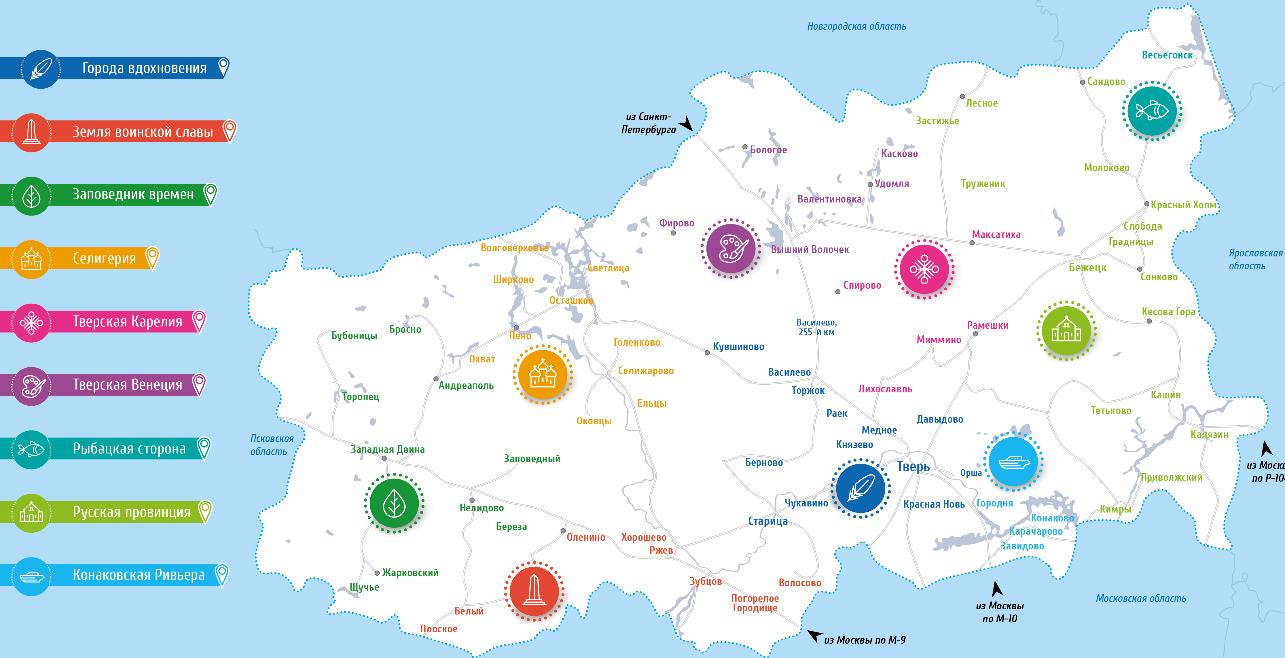 Города вдохновения
Земля воинской славы
Заповедник времен
Селигерия
Тверская Карелия
Тверская Венеция
Рыбацкая сторона
Русская провинция
Конаковская Ривьера
Новгородская область
Весьегонск
Сандово
Лесное
Застижье
из Санкт-
Петербурга
Бологое
Касково
Удомля
Труженик
Молоково
Валентиновка
Красный Холм
Фирово
Слобода
Максатиха
Градницы
Вышний Волочек
Волговерховье
Светлица
Ярославская
область
Бежецк
Сонково
Ширково
Спирово
Осташков
Кесова Гора
Василево,
255-й км
Рамешки
Бросно
Бубоницы
Пено
Мяммино
Голенково
Кувшиново
Охват
Селижарово
Василево
Андреаполь
Торжок
Лихославль
Торопец
Кашин
Ельцы
Тетьково
Раек
Оковцы
Давыдово
Медное
Калязин
Псковская
область
Князево
Западная Двина
Заповедный
Берново
Тверь
Орша
из Москвы
по Р-104
Приволжский
Чукавино
Красная Новь
Городня
Нелидово
Кимры
Старица
Конаково
Береза
Карачарово
Оленино
Хорошево
Ржев
Завидово
Жарковский
Щучье
Зубцов
Волосово
Погорелое
Городище
Московская область
Белый
из Москвы
по М-10
Плоское
из Москвы по М-9